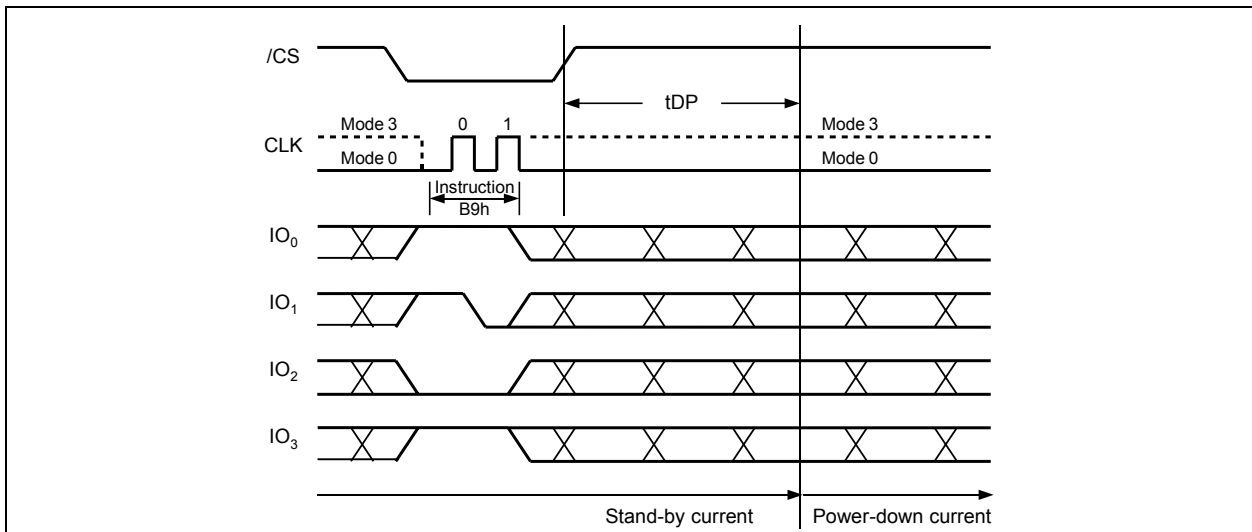 /CS
tDP
Mode 3 0 1 Mode 3
CLK
Mode 0 Mode 0
Instruction
B9h
IO0
IO1
IO2
IO3
Stand-by current Power-down current